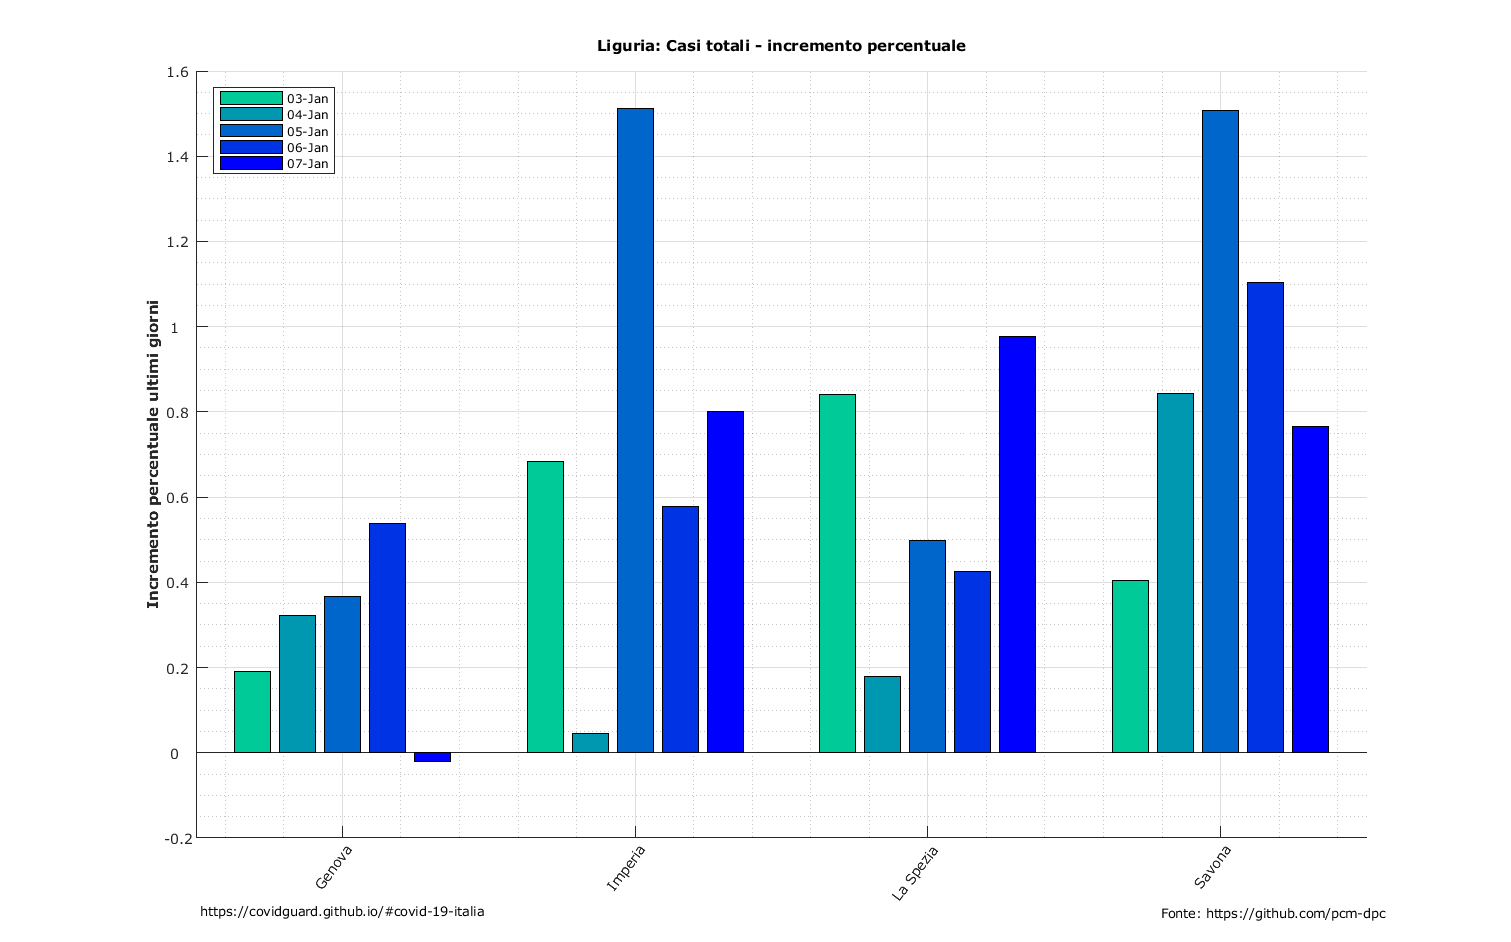 Liguria: Casi totali - incremento percentuale
1.6
1.4
1.2
1
0.8
0.6
0.4
0.2
0
-0.2
Incremento percentuale ultimi giorni
03-Jan
04-Jan
05-Jan
06-Jan
07-Jan
Genova
Imperia
La Spezia
Savona
https://covidguard.github.io/#covid-19-italia
Fonte: https://github.com/pcm-dpc